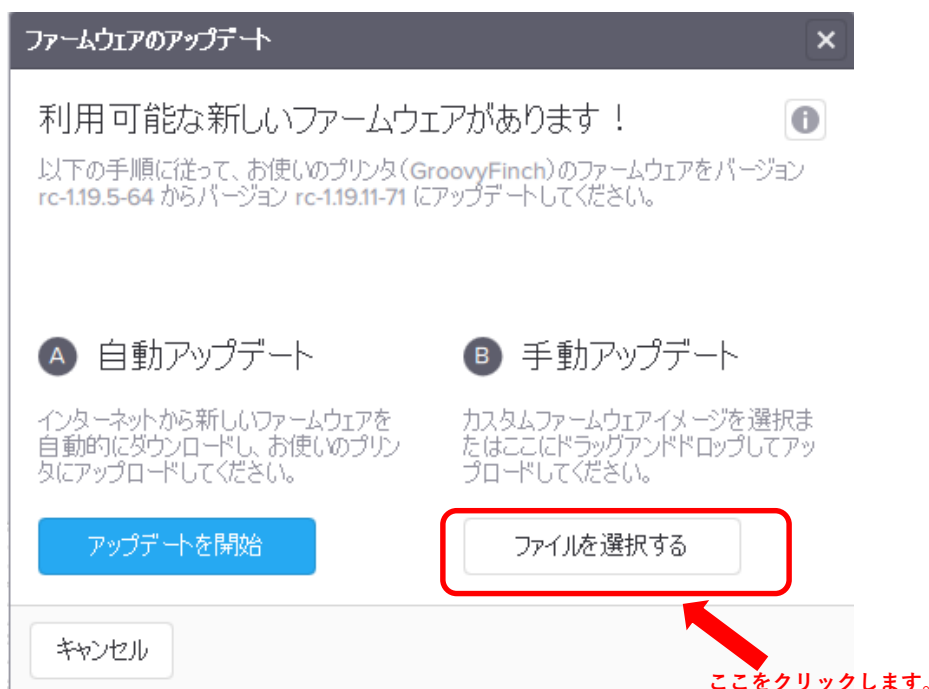 ファームウェアのアップデート
利用可能な新しいファームウェアがあります！
以下の手順に従って、お使いのプリンタ(GroovyFinch)のファームウェアをバージョン
rc-1.19.5-64 からバージョン rc-1.19.11-71 にアップデートしてください。
A 自動アップデート
インターネットから新しいファームウェアを
自動的にダウンロードし、お使いのプリン
タにアップロードしてください。
アップデートを開始
B 手動アップデート
カスタムファームウェアイメージを選択ま
たはここにドラッグアンドドロップしてアッ
プロードしてください。
ファイルを選択する
キャンセル
ここをクリックします。